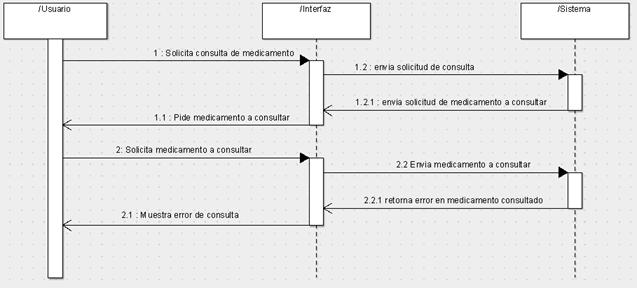 /Usuario
/Interfaz
/Sistema
1 : Solicita consulta de medicamento
1.2 : envia solicitud de consulta
1.2.1 : envia solicitud de medicamento a consultar
1.1 : Pide medicamento a consultar
2: Solicita medicamento a consultar
2.2 Envia medicamento a consultar
2.2.1 retorna error en medicamento consultado
2.1 : Muestra error de consulta